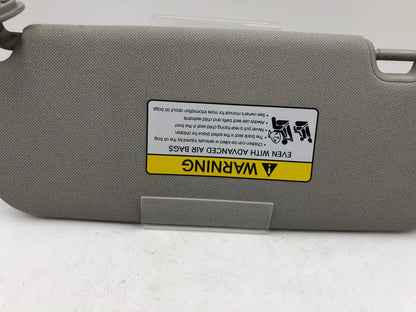 WARNING
EVEN WITH ADVANCED AIR BAGS
• Children can be killed or seriously injured by the air bag
• The back seat is the safest place for children
• Never put a rear-facing child seat in the front
• Always use seat belts and child restraints
• See owner's manual for more information about air bags